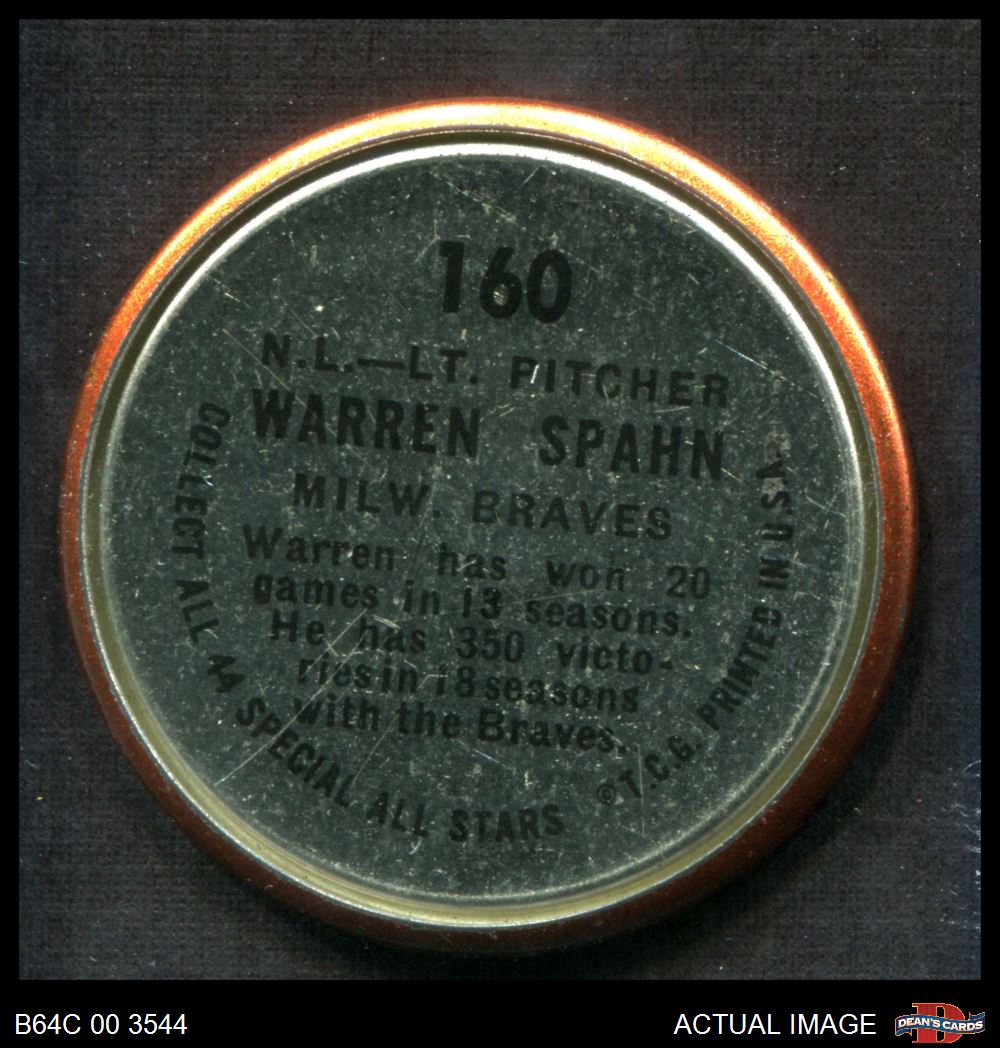 160
N.L.—LT. PITCHER
WARREN SPAHN
MILW. BRAVES
Warren has won 20
games in 13 seasons.
He has 350 victo-
ries in 18 seasons
with the Braves.
COLLECT ALL 44 SPECIAL ALL STARS
© T.C.G. PRINTED IN U.S.A.
B64C 00 3544
ACTUAL IMAGE
DEAN'S CARDS